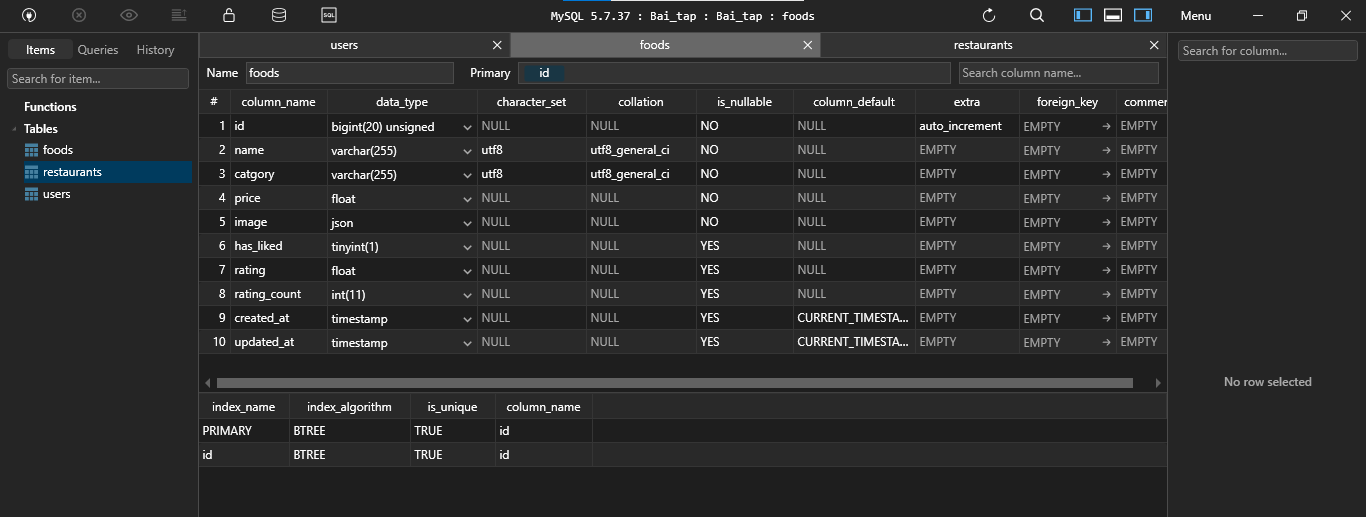 SQL
MySQL 5.7.37 : Bai_tap : Bai_tap : foods
Menu
Items Queries History
Search for item...
Functions
Tables
foods
restaurants
users
users foods restaurants
Name foods Primary id Search column name...
# column_name data_type character_set collation is_nullable column_default extra foreign_key commen
1 id bigint(20) unsigned NULL NULL NO NULL auto_increment EMPTY EMPTY
2 name varchar(255) utf8 utf8_general_ci NO NULL EMPTY EMPTY EMPTY
3 catgory varchar(255) utf8 utf8_general_ci NO NULL EMPTY EMPTY EMPTY
4 price float NULL NULL NO NULL EMPTY EMPTY EMPTY
5 image json NULL NULL NO NULL EMPTY EMPTY EMPTY
6 has_liked tinyint(1) NULL NULL YES NULL EMPTY EMPTY EMPTY
7 rating float NULL NULL YES NULL EMPTY EMPTY EMPTY
8 rating_count int(11) NULL NULL YES NULL EMPTY EMPTY EMPTY
9 created_at timestamp NULL NULL YES CURRENT_TIMESTA... EMPTY EMPTY EMPTY
10 updated_at timestamp NULL NULL YES CURRENT_TIMESTA... EMPTY EMPTY EMPTY
index_name index_algorithm is_unique column_name
PRIMARY BTREE TRUE id
id BTREE TRUE id
Search for column...
No row selected